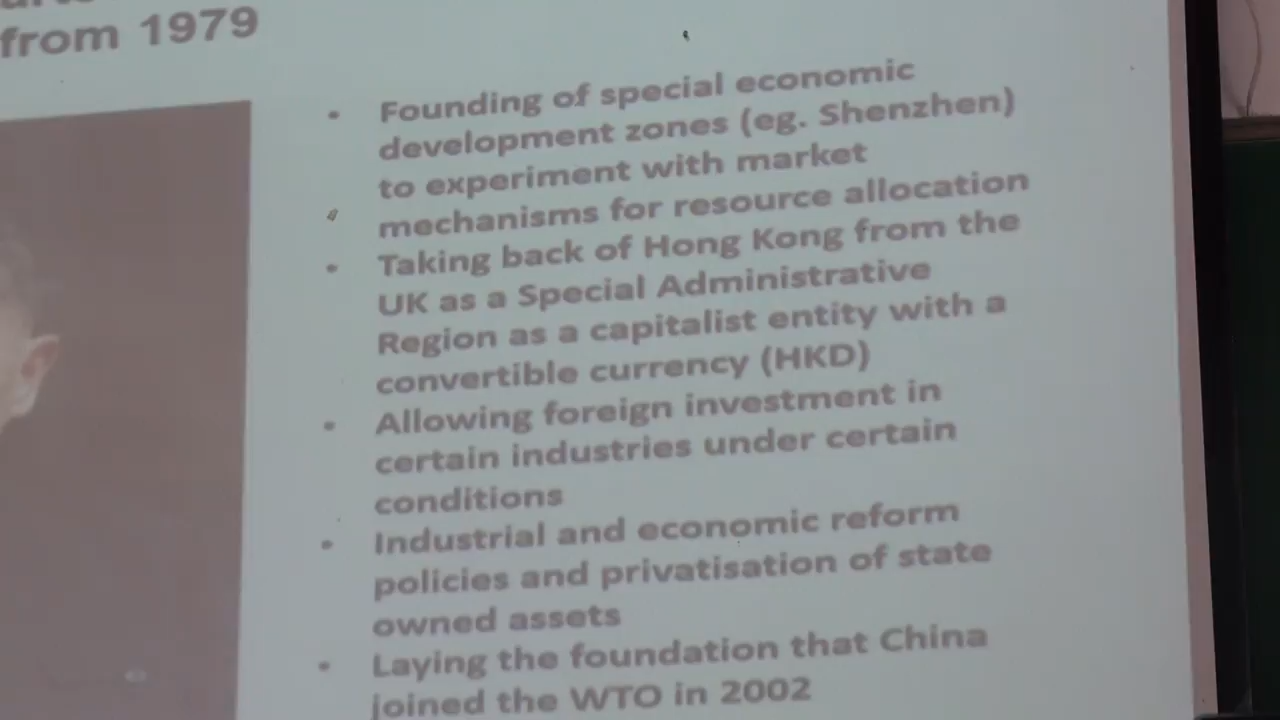 from 1979
• Founding of special economic
development zones (eg. Shenzhen)
to experiment with market
mechanisms for resource allocation
• Taking back of Hong Kong from the
UK as a Special Administrative
Region as a capitalist entity with a
convertible currency (HKD)
• Allowing foreign investment in
certain industries under certain
conditions
• Industrial and economic reform
policies and privatisation of state
owned assets
• Laying the foundation that China
joined the WTO in 2002